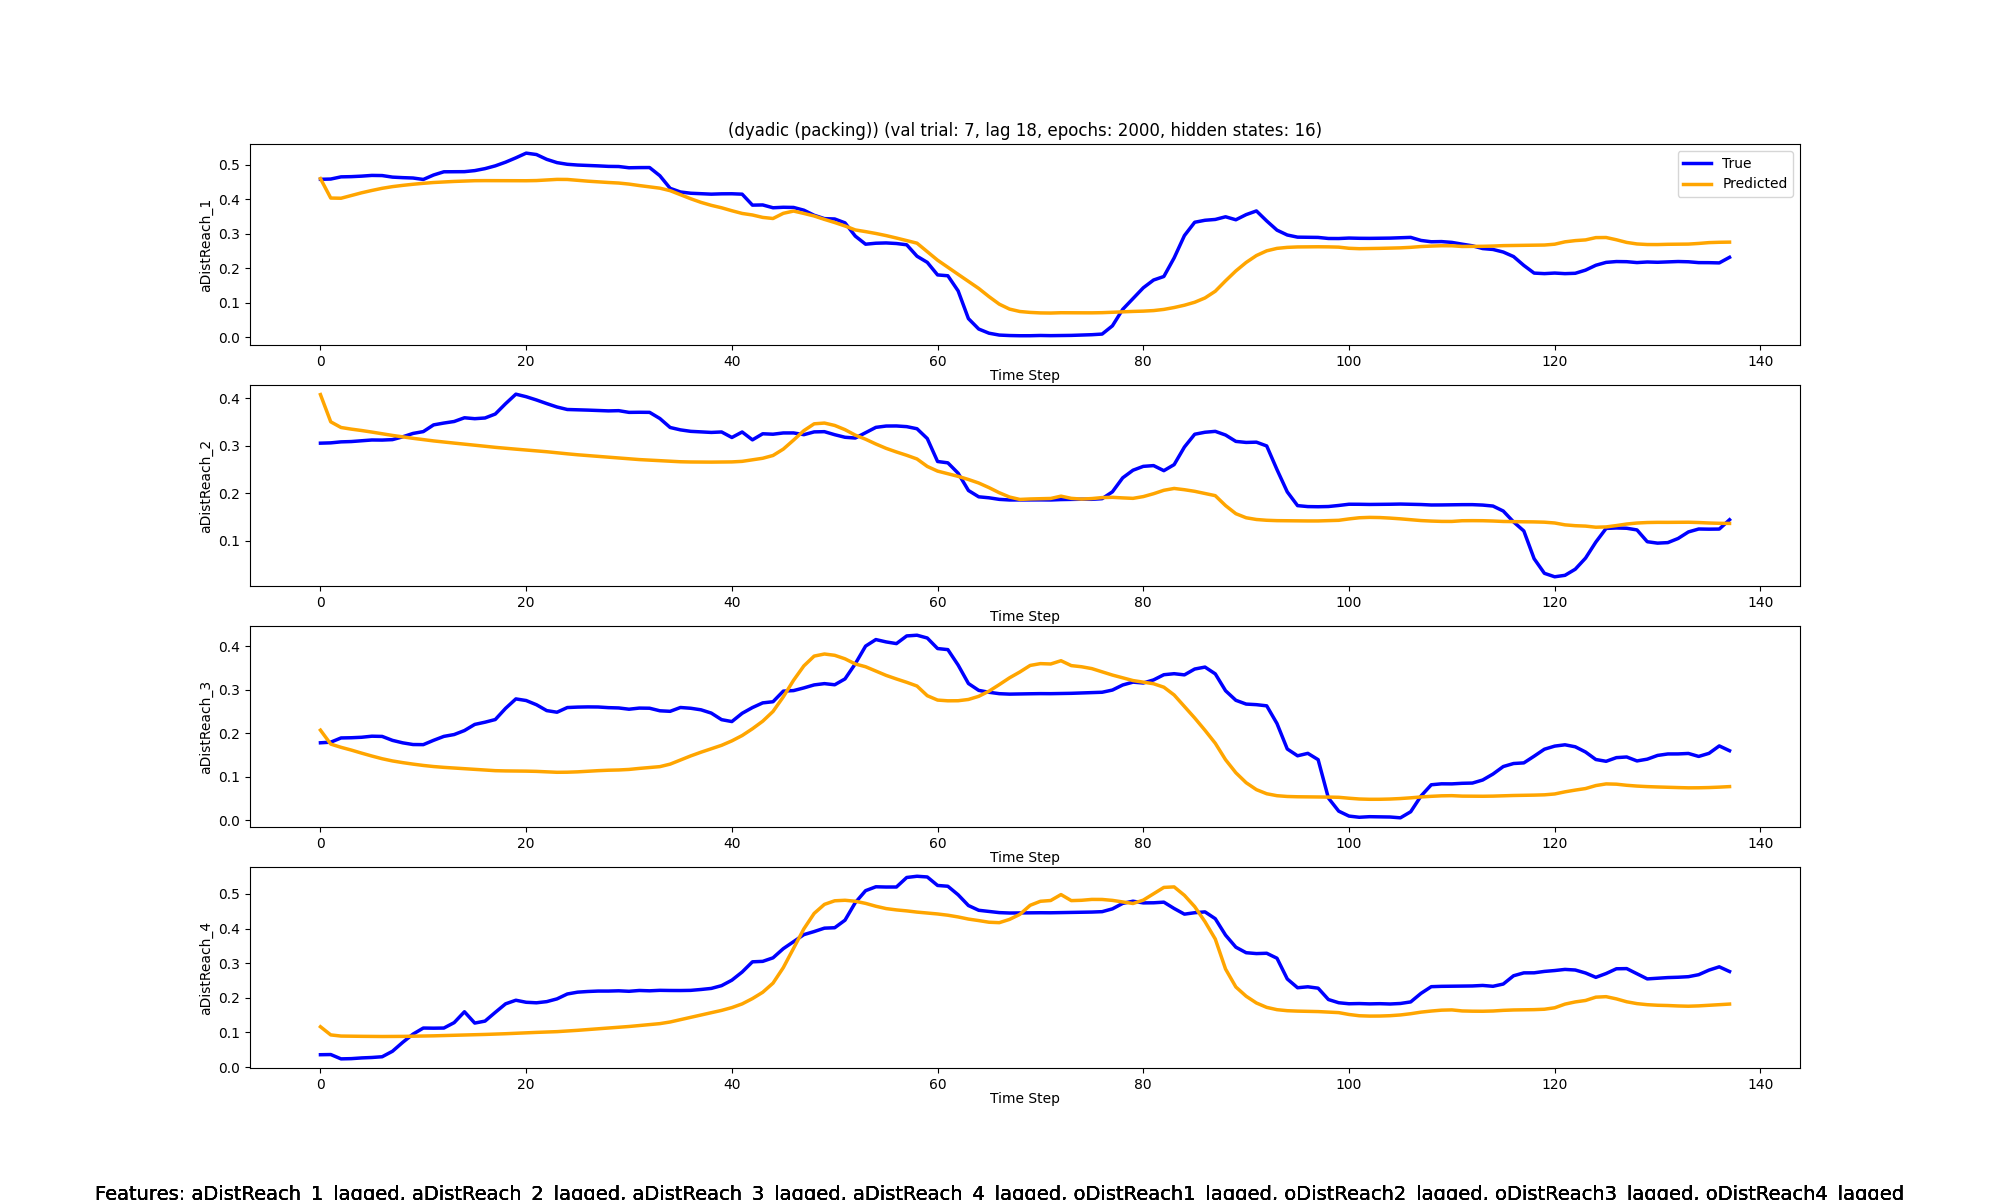 (dyadic (packing)) (val trial: 7, lag 18, epochs: 2000, hidden states: 16)
True
Predicted
aDistReach_1
0.5
0.4
0.3
0.2
0.1
0.0
0 20 40 60 80 100 120 140
Time Step
aDistReach_2
0.4
0.3
0.2
0.1
0 20 40 60 80 100 120 140
Time Step
aDistReach_3
0.4
0.3
0.2
0.1
0.0
0 20 40 60 80 100 120 140
Time Step
aDistReach_4
0.5
0.4
0.3
0.2
0.1
0.0
0 20 40 60 80 100 120 140
Time Step
Features: aDistReach_1_lagged, aDistReach_2_lagged, aDistReach_3_lagged, aDistReach_4_lagged, oDistReach1_lagged, oDistReach2_lagged, oDistReach3_lagged, oDistReach4_lagged